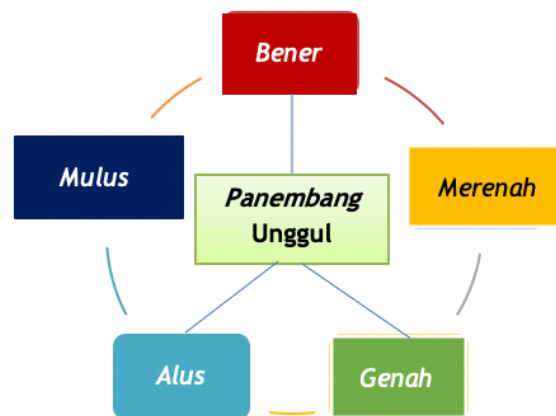 Bener
Mulus
Panembang
Unggul
Merenah
Alus
Genah